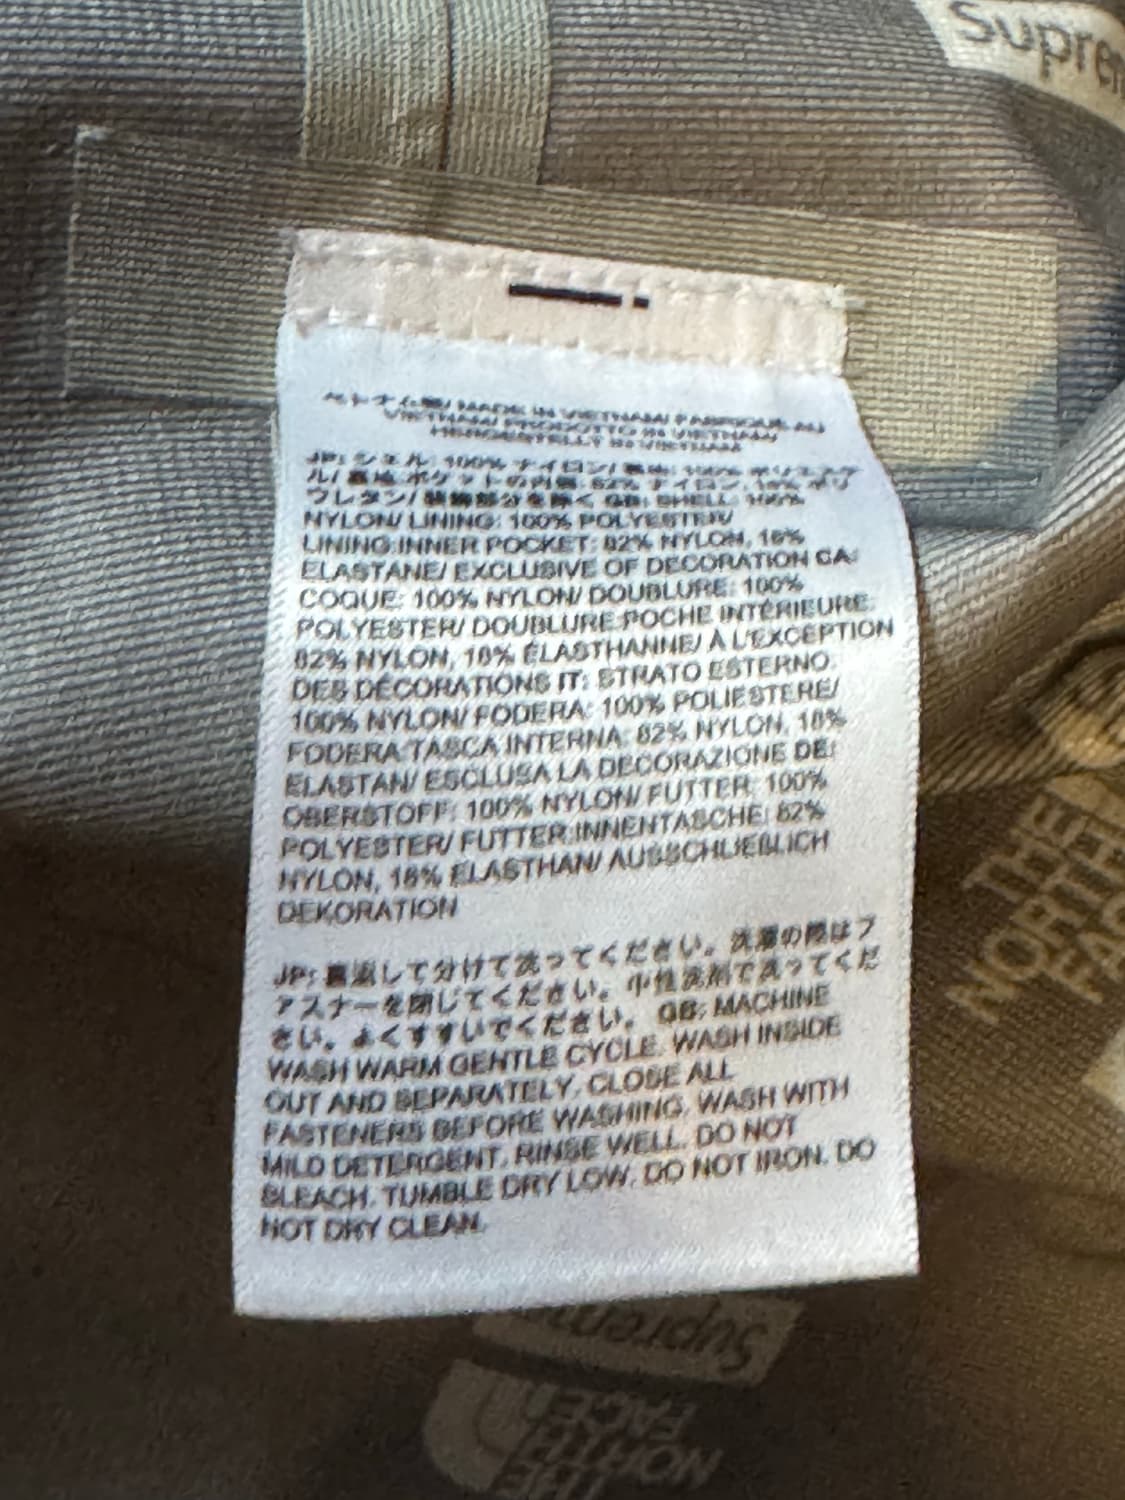 Suprem
ベトナム製/ MADE IN VIETNAM/ FABRIQUE AU
VIETNAM/ PRODOTTO IN VIETNAM/
HERGESTELLT IN VIETNAM
JP: シェル: 100% ナイロン/ 裏地: 100% ポリエステ
ル/ 裏地:ポケットの内側: 82% ナイロン, 18% ポリ
ウレタン/ 装飾部分を除く GB: SHELL: 100%
NYLON/ LINING: 100% POLYESTER/
LINING:INNER POCKET: 82% NYLON, 18%
ELASTANE/ EXCLUSIVE OF DECORATION CA:
COQUE: 100% NYLON/ DOUBLURE: 100%
POLYESTER/ DOUBLURE:POCHE INTÉRIEURE:
82% NYLON, 18% ÉLASTHANNE/ À L'EXCEPTION
DES DÉCORATIONS IT: STRATO ESTERNO:
100% NYLON/ FODERA: 100% POLIESTERE/
FODERA:TASCA INTERNA: 82% NYLON, 18%
ELASTAN/ ESCLUSA LA DECORAZIONE DE:
OBERSTOFF: 100% NYLON/ FUTTER: 100%
POLYESTER/ FUTTER:INNENTASCHE: 82%
NYLON, 18% ELASTHAN/ AUSSCHLIEßLICH
DEKORATION
JP: 裏返して分けて洗ってください。洗濯の際はフ
ァスナーを閉じてください。中性洗剤で洗ってくだ
さい。よくすすいでください。 GB: MACHINE
WASH WARM GENTLE CYCLE. WASH INSIDE
OUT AND SEPARATELY. CLOSE ALL
FASTENERS BEFORE WASHING. WASH WITH
MILD DETERGENT. RINSE WELL. DO NOT
BLEACH. TUMBLE DRY LOW. DO NOT IRON. DO
NOT DRY CLEAN.
THE
NORTH
FAC
Supreme
THE
NORTH
FACE